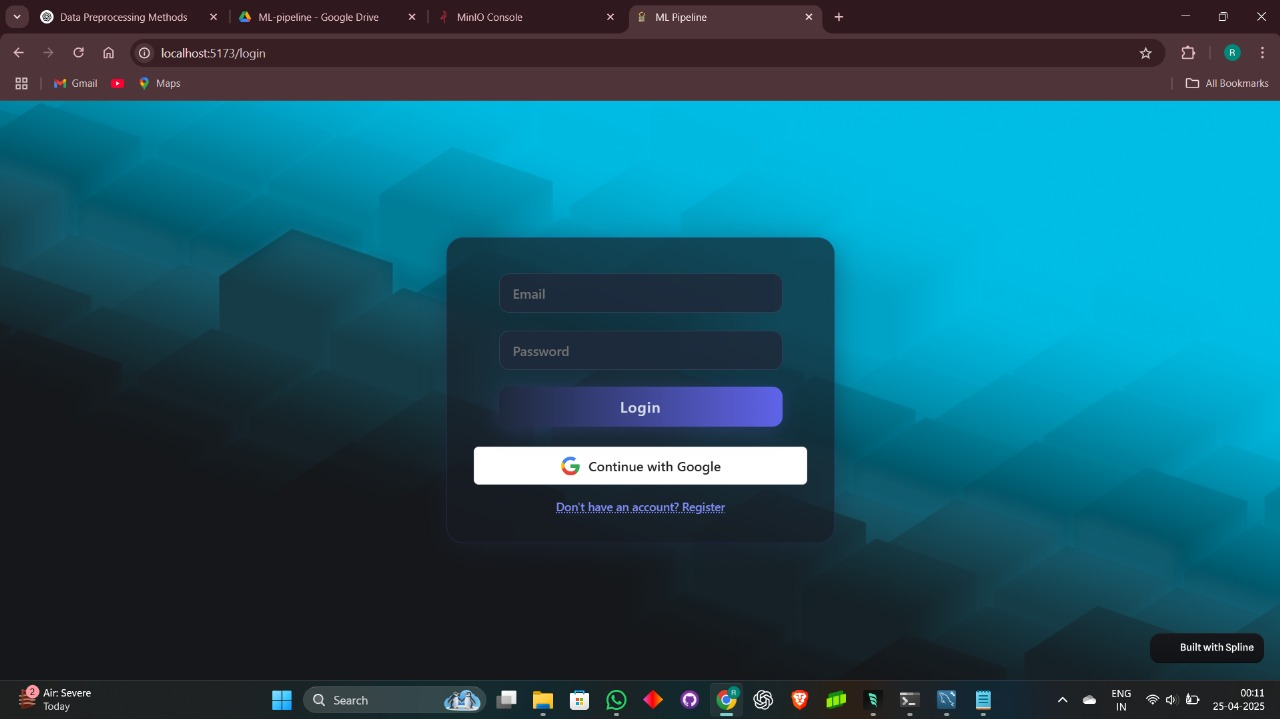 Data Preprocessing Methods
ML-pipeline - Google Drive
MinIO Console
ML Pipeline
localhost:5173/login
R
Gmail
Maps
All Bookmarks
Email
Password
Login
Continue with Google
Don't have an account? Register
Built with Spline
2
Air: Severe
Today
Search
R
ENG
IN
00:11
25-04-2025